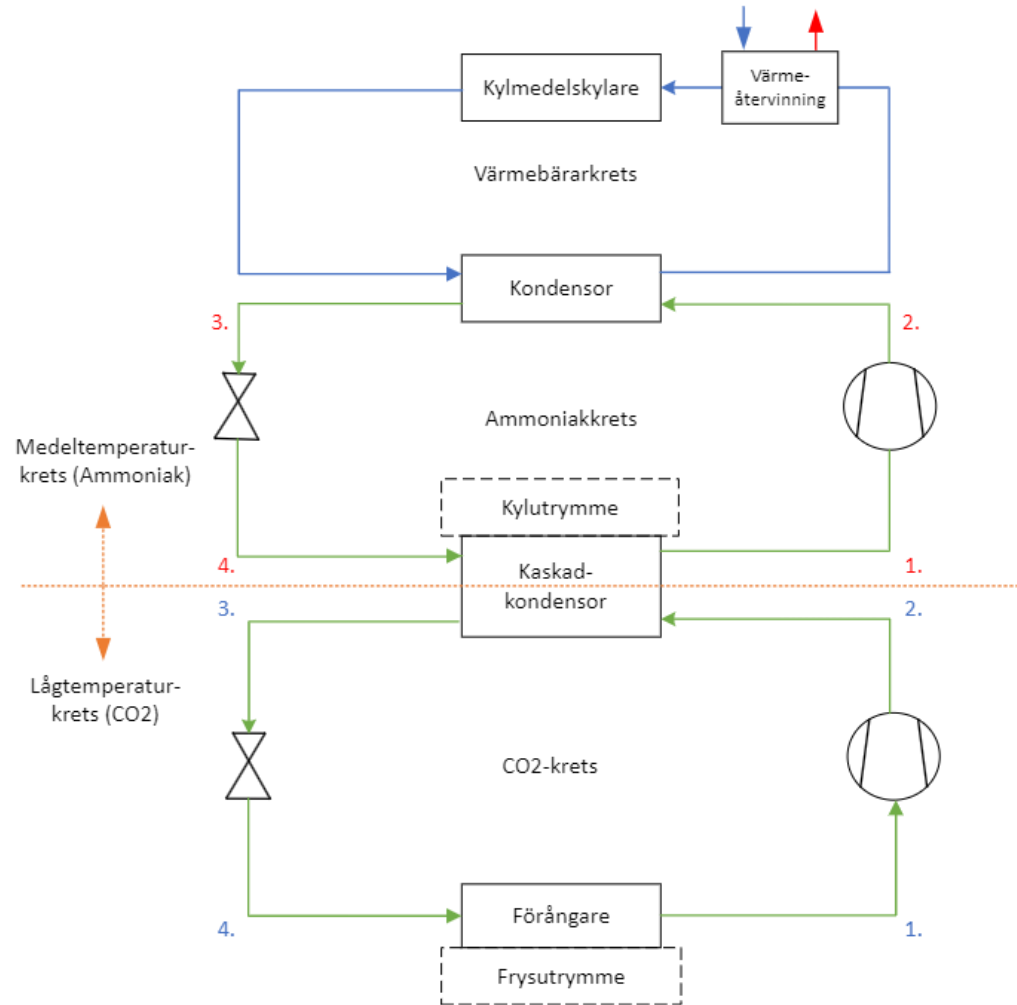 Kylmedelskylare
Värme-
återvinning
Värmebärarkrets
Kondensor
3.
2.
Ammoniakkrets
Medeltemperatur-
krets (Ammoniak)
Kylutrymme
4.
Kaskad-
kondensor
1.
3.
2.
Lågtemperatur-
krets (CO2)
CO2-krets
Förångare
4.
1.
Frysutrymme